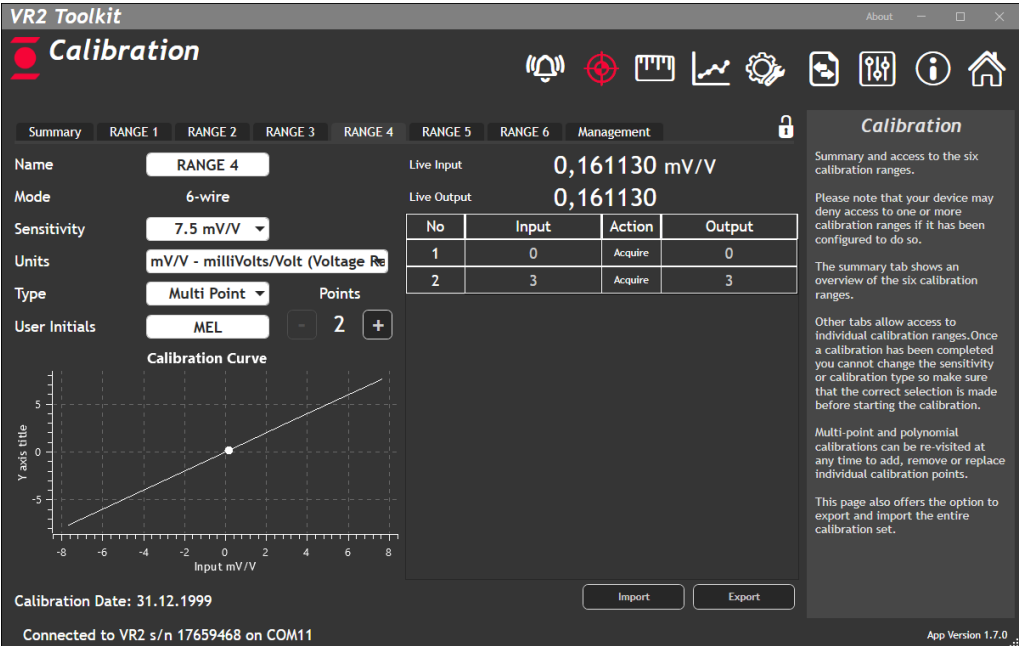 VR2 Toolkit
About
Calibration
Summary RANGE 1 RANGE 2 RANGE 3 RANGE 4 RANGE 5 RANGE 6 Management
Name RANGE 4
Mode 6-wire
Sensitivity 7.5 mV/V
Units mV/V - milliVolts/Volt (Voltage Ra
Type Multi Point Points
User Initials MEL - 2 +
Calibration Curve
Y axis title
5
0
-5
-8 -6 -4 -2 0 2 4 6 8
Input mV/V
Calibration Date: 31.12.1999
Connected to VR2 s/n 17659468 on COM11
Live Input 0,161130 mV/V
Live Output 0,161130
No Input Action Output
1 0 Acquire 0
2 3 Acquire 3
Import Export
Calibration
Summary and access to the six
calibration ranges.
Please note that your device may
deny access to one or more
calibration ranges if it has been
configured to do so.
The summary tab shows an
overview of the six calibration
ranges.
Other tabs allow access to
individual calibration ranges.Once
a calibration has been completed
you cannot change the sensitivity
or calibration type so make sure
that the correct selection is made
before starting the calibration.
Multi-point and polynomial
calibrations can be re-visited at
any time to add, remove or replace
individual calibration points.
This page also offers the option to
export and import the entire
calibration set.
App Version 1.7.0